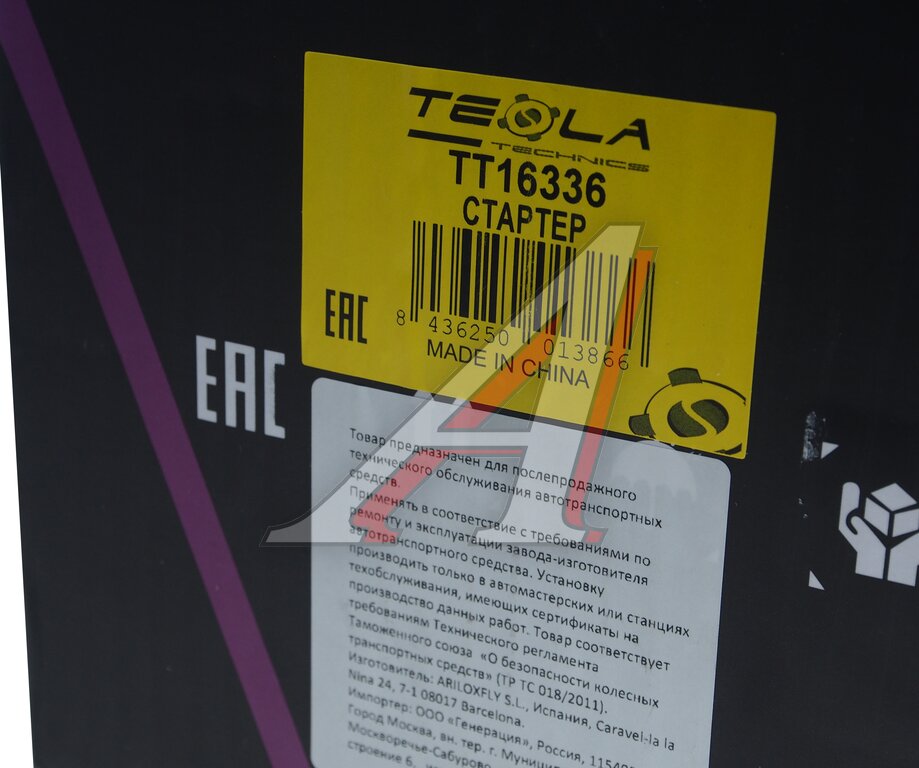 TESLA
TECHNICS
TT16336
СТАРТЕР
8 436250 013866
EAC
MADE IN CHINA
EAC
Товар предназначен для послепродажного
технического обслуживания автотранспортных
средств.
Применять в соответствие с требованиями по
ремонту и эксплуатации завода-изготовителя
автотранспортного средства. Установку
производить только в автомастерских или станциях
техобслуживания, имеющих сертификаты на
производство данных работ. Товар соответствует
требованиям Технического регламента
Таможенного союза «О безопасности колесных
транспортных средств» (ТР ТС 018/2011).
Изготовитель: ARILOXFLY S.L., Испания, Caravel-la la
Nina 24, 7-1 08017 Barcelona.
Импортер: ООО «Генерация», Россия,
Город Москва, вн. тер. г.
Москворечье-Сабурово
строение 6,